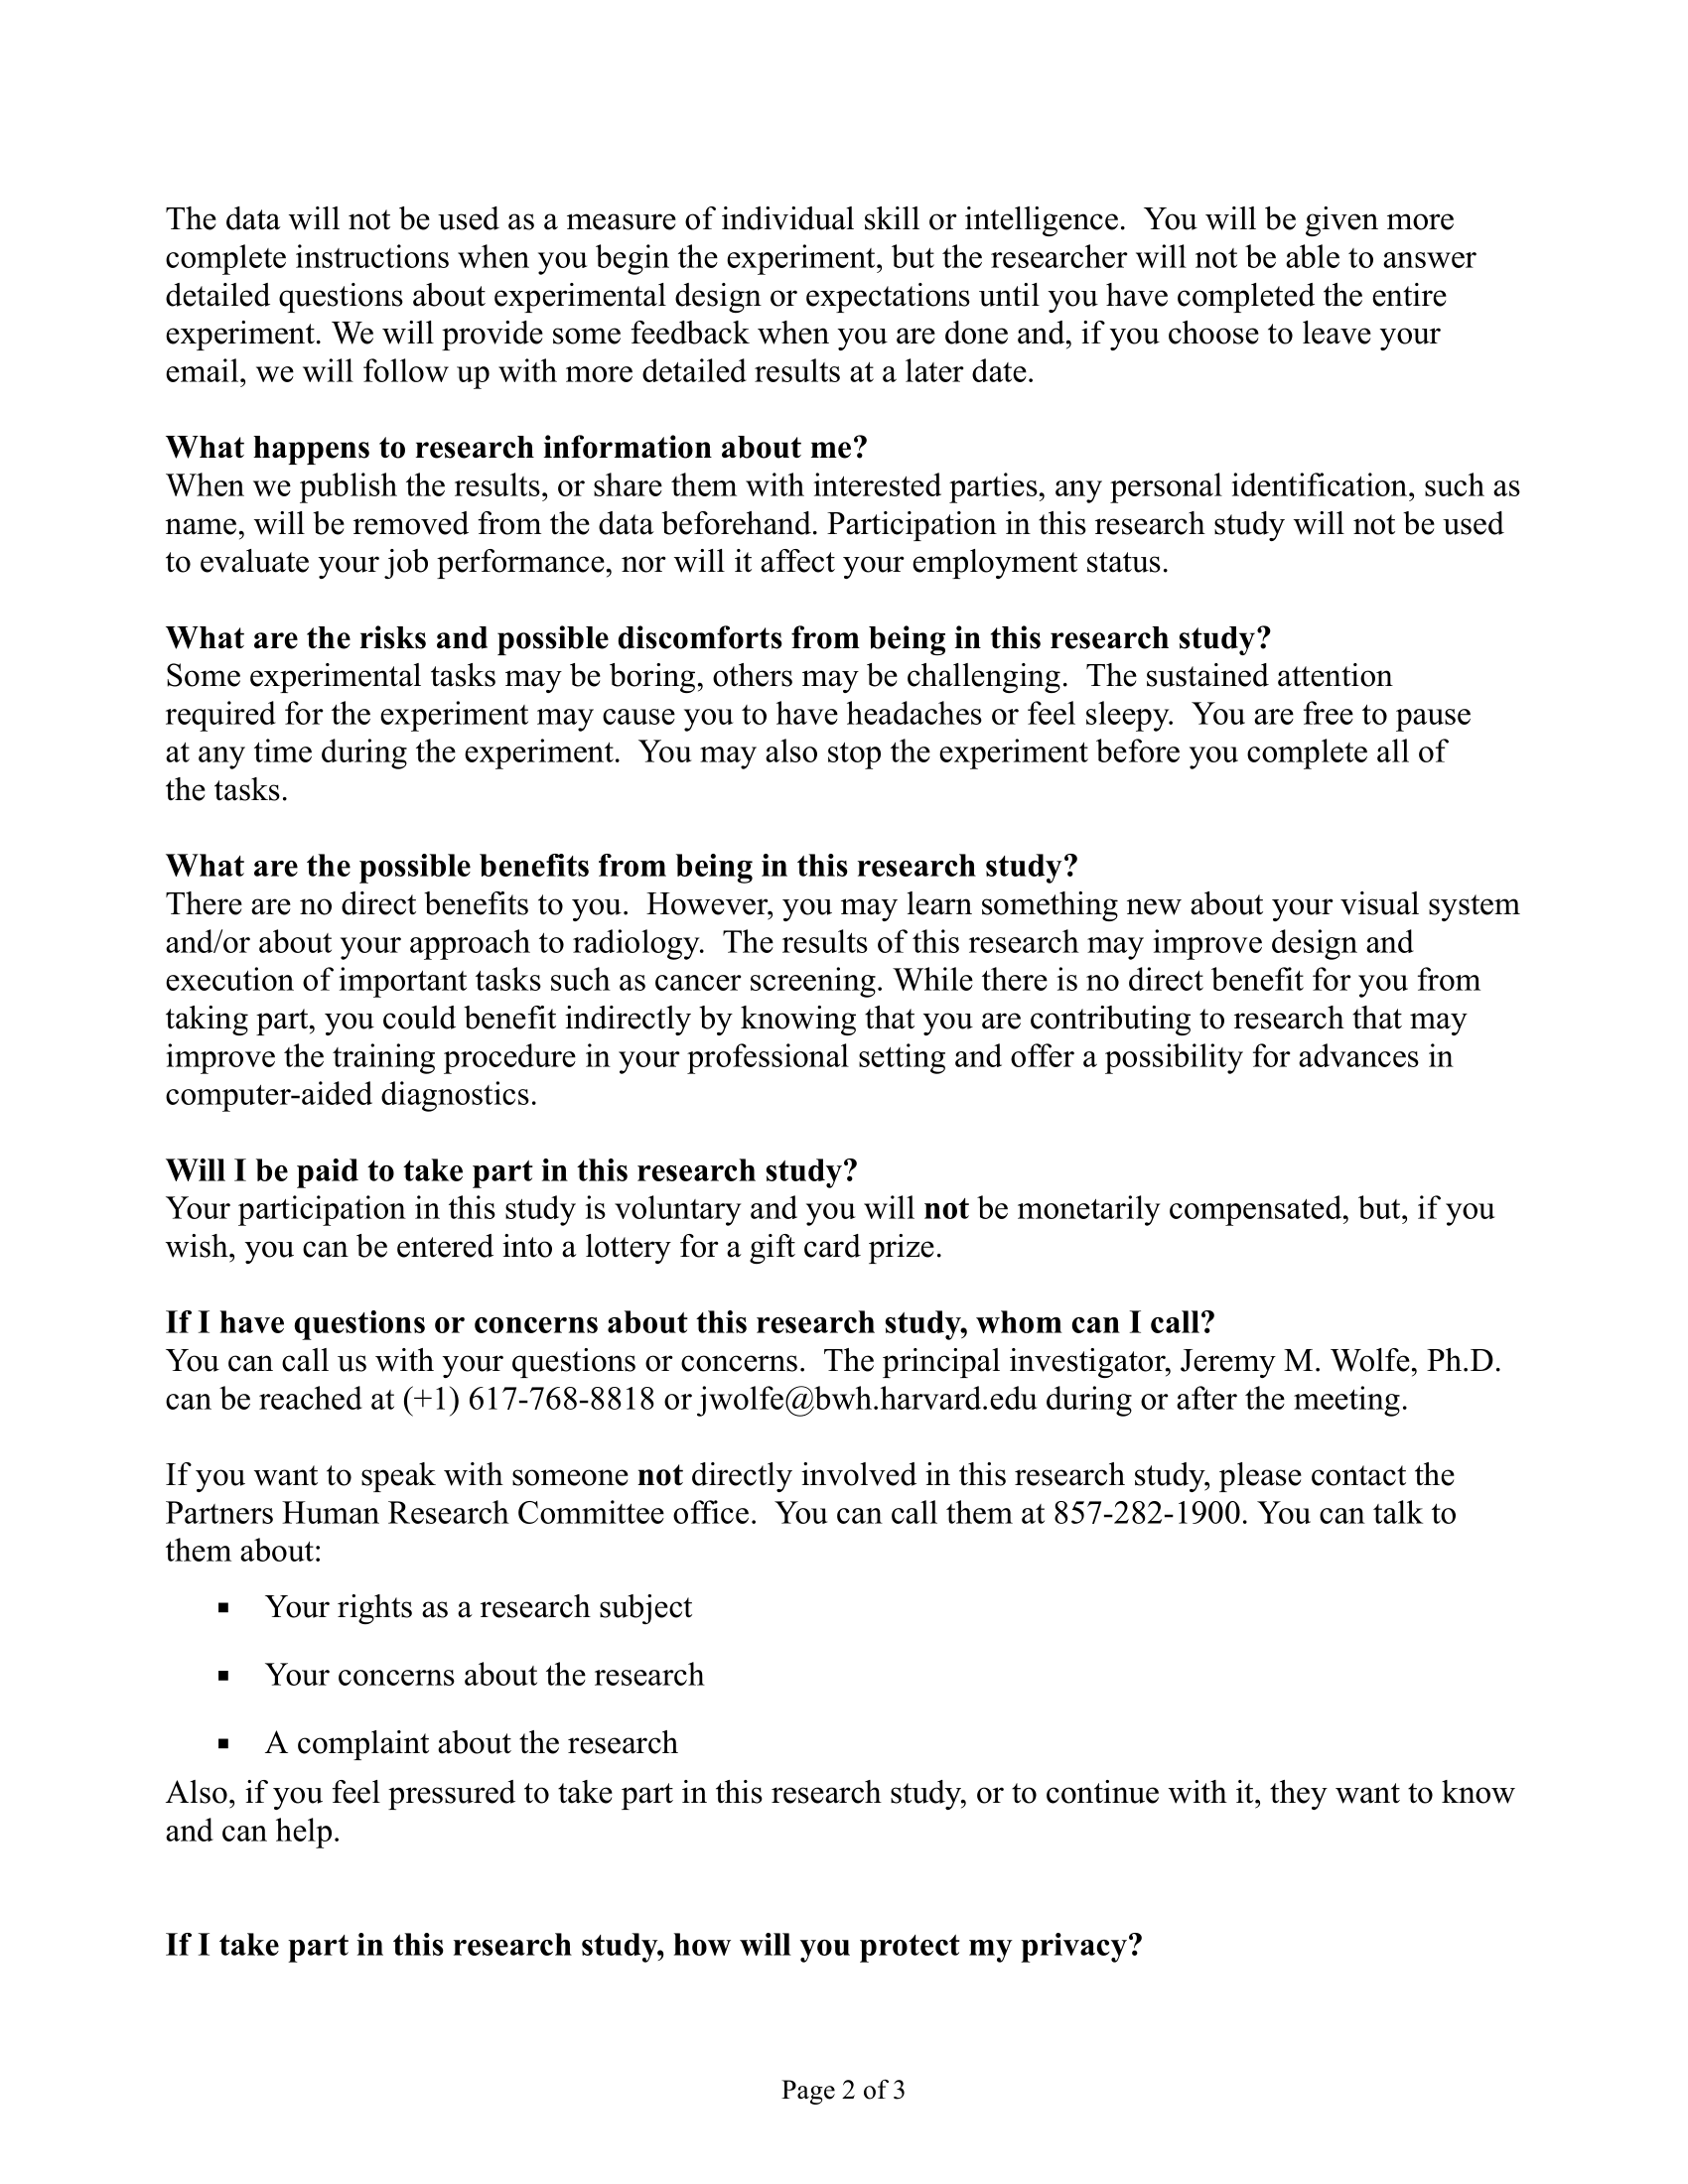 The data will not be used as a measure of individual skill or intelligence.  You will be given more
complete instructions when you begin the experiment, but the researcher will not be able to answer
detailed questions about experimental design or expectations until you have completed the entire
experiment. We will provide some feedback when you are done and, if you choose to leave your
email, we will follow up with more detailed results at a later date.
What happens to research information about me?
When we publish the results, or share them with interested parties, any personal identification, such as
name, will be removed from the data beforehand. Participation in this research study will not be used
to evaluate your job performance, nor will it affect your employment status.
What are the risks and possible discomforts from being in this research study?
Some experimental tasks may be boring, others may be challenging.  The sustained attention
required for the experiment may cause you to have headaches or feel sleepy.  You are free to pause
at any time during the experiment.  You may also stop the experiment before you complete all of
the tasks.
What are the possible benefits from being in this research study?
There are no direct benefits to you.  However, you may learn something new about your visual system
and/or about your approach to radiology.  The results of this research may improve design and
execution of important tasks such as cancer screening. While there is no direct benefit for you from
taking part, you could benefit indirectly by knowing that you are contributing to research that may
improve the training procedure in your professional setting and offer a possibility for advances in
computer-aided diagnostics.
Will I be paid to take part in this research study?
Your participation in this study is voluntary and you will not be monetarily compensated, but, if you
wish, you can be entered into a lottery for a gift card prize.
If I have questions or concerns about this research study, whom can I call?
You can call us with your questions or concerns.  The principal investigator, Jeremy M. Wolfe, Ph.D.
can be reached at (+1) 617-768-8818 or jwolfe@bwh.harvard.edu during or after the meeting.
If you want to speak with someone not directly involved in this research study, please contact the
Partners Human Research Committee office.  You can call them at 857-282-1900. You can talk to
them about:
▪ Your rights as a research subject
▪ Your concerns about the research
▪ A complaint about the research
Also, if you feel pressured to take part in this research study, or to continue with it, they want to know
and can help.
If I take part in this research study, how will you protect my privacy?
Page 2 of 3